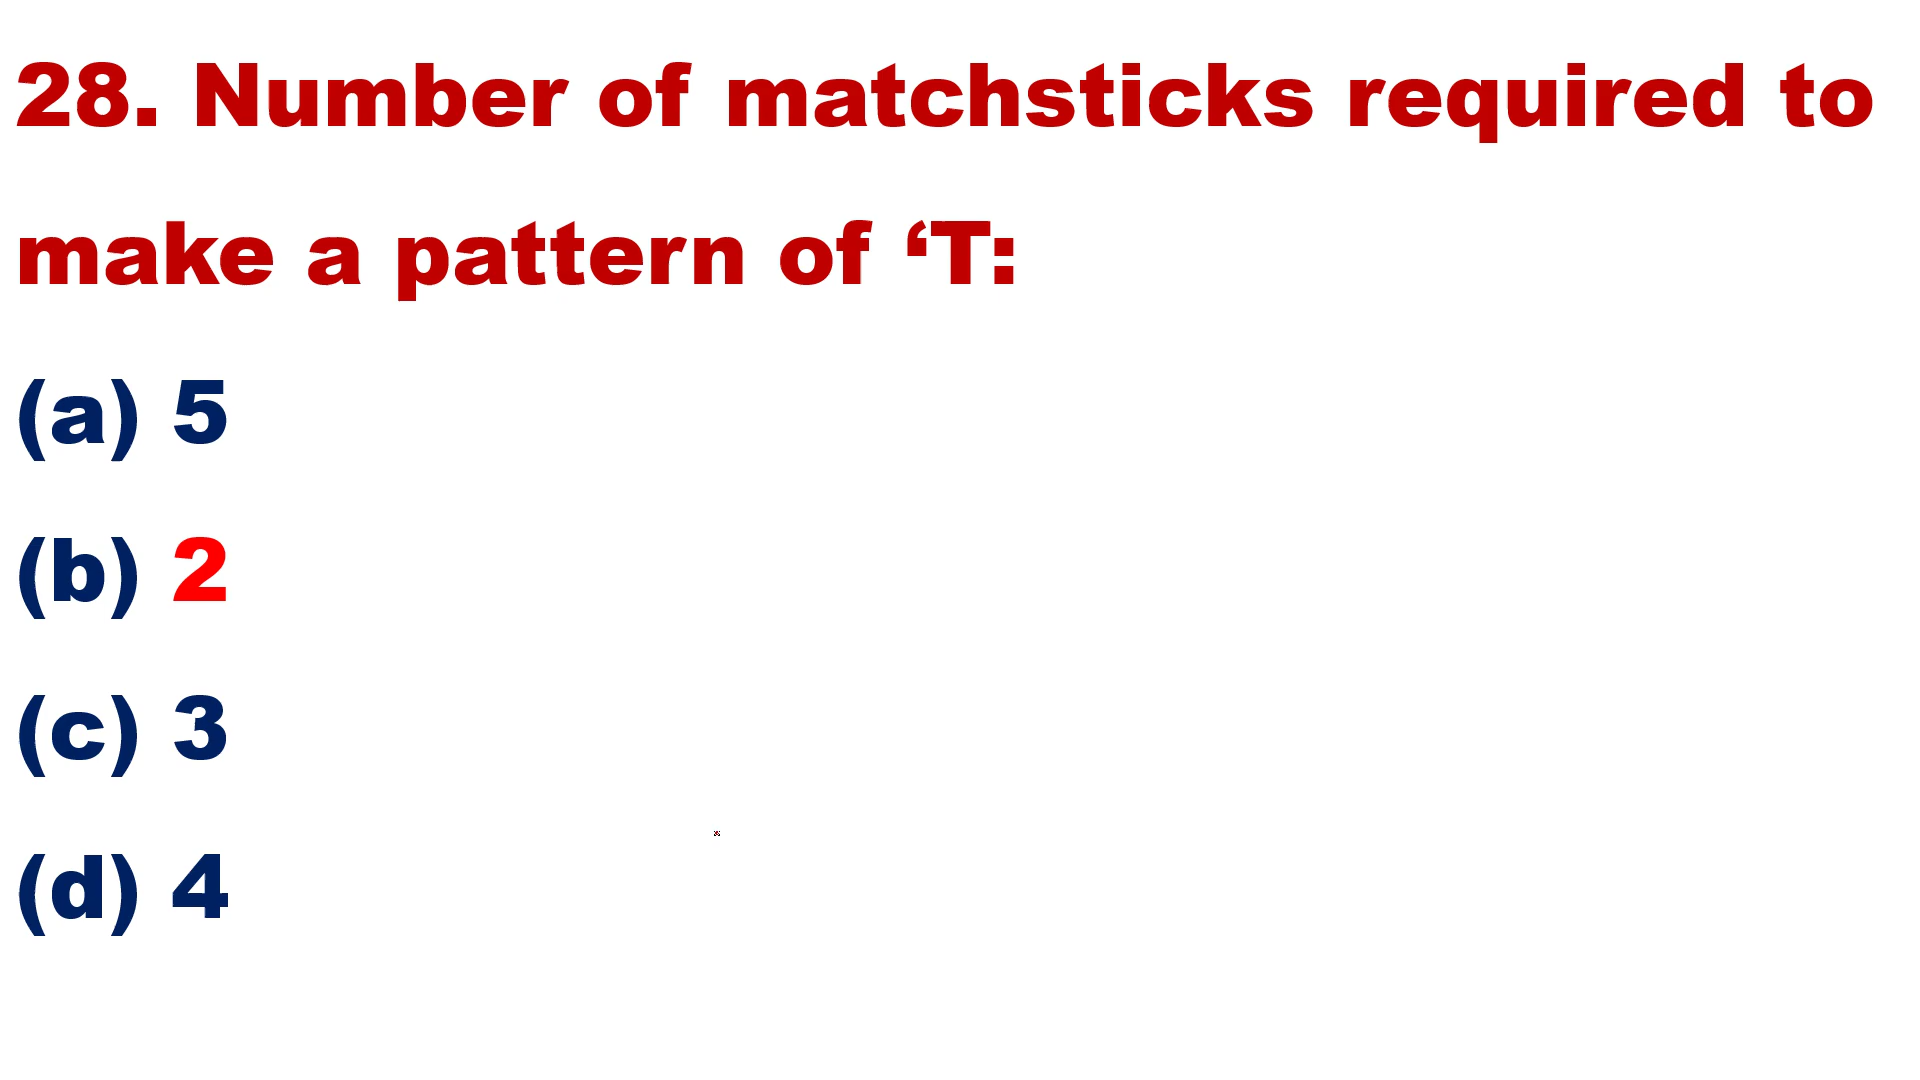 28. Number of matchsticks required to
make a pattern of ‘T:
(a) 5
(b) 2
(c) 3
(d) 4